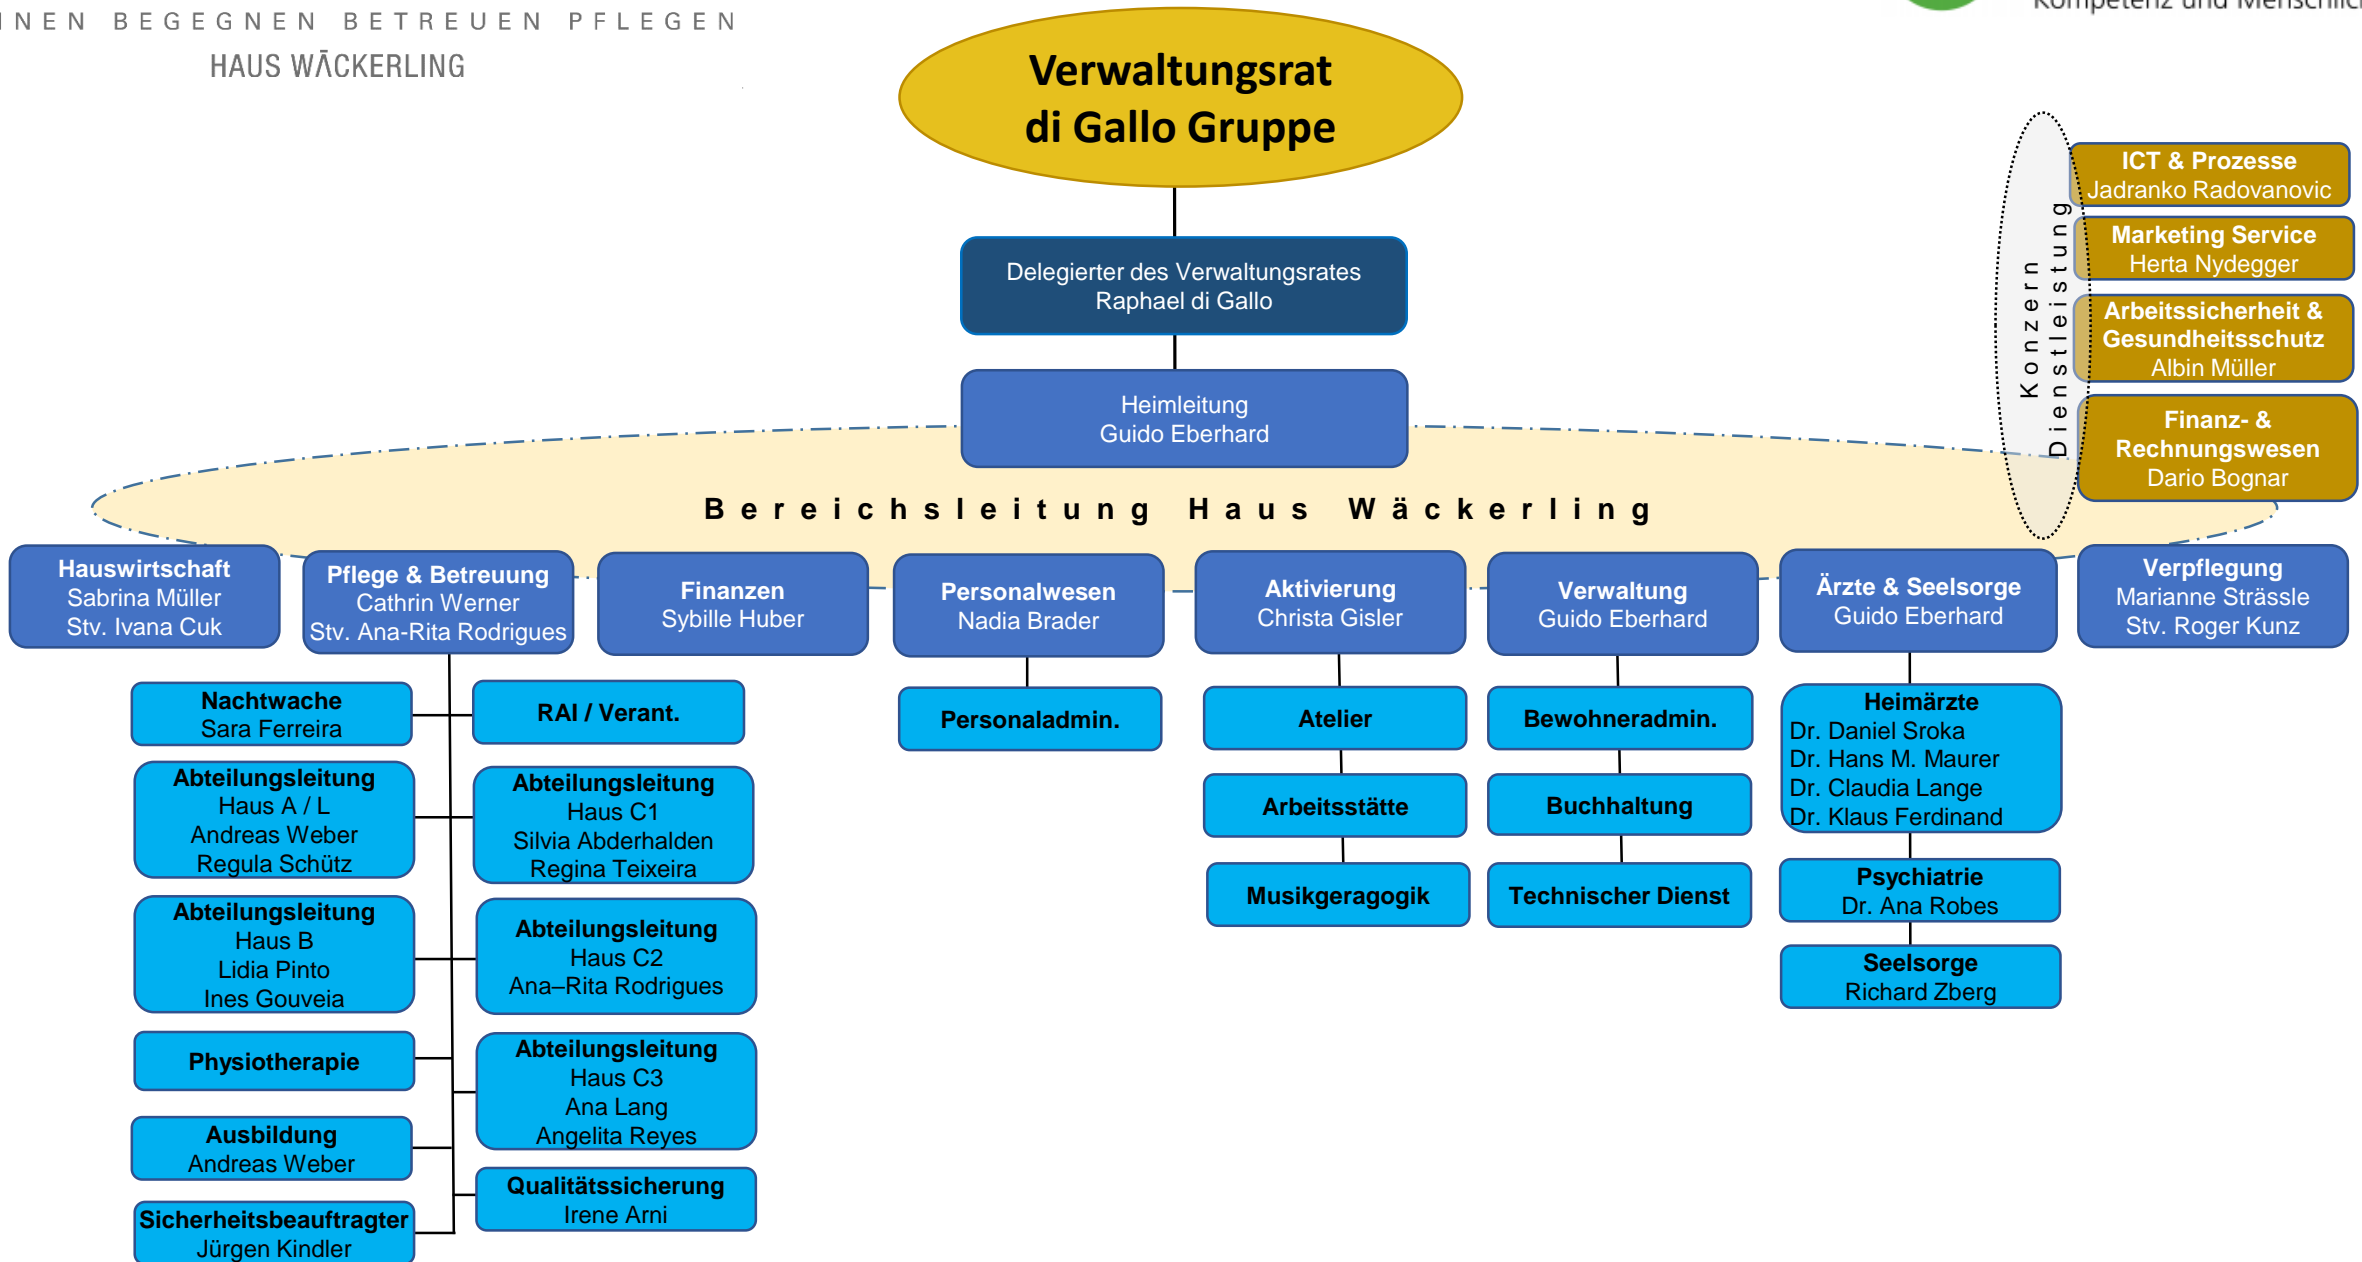 BEGEGNEN BETREUEN PFLEGEN
HAUS WÄCKERLING
Kompetenz und
Verwaltungsrat
di Gallo Gruppe
Delegierter des Verwaltungsrates
Raphael di Gallo
Heimleitung
Guido Eberhard
Konzern
Dienstleistung
ICT & Prozesse
Jadranko Radovanovic
Marketing Service
Herta Nydegger
Arbeitssicherheit &
Gesundheitsschutz
Albin Müller
Finanz- &
Rechnungswesen
Dario Bognar
Bereichsleitung Haus Wäckerling
Hauswirtschaft
Sabrina Müller
Stv. Ivana Cuk
Pflege & Betreuung
Cathrin Werner
Stv. Ana-Rita Rodrigues
Finanzen
Sybille Huber
Personalwesen
Nadia Brader
Aktivierung
Christa Gisler
Verwaltung
Guido Eberhard
Ärzte & Seelsorge
Guido Eberhard
Verpflegung
Marianne Strässle
Stv. Roger Kunz
Nachtwache
Sara Ferreira
RAI / Verant.
Abteilungsleitung
Haus A / L
Andreas Weber
Regula Schütz
Abteilungsleitung
Haus C1
Silvia Abderhalden
Regina Teixeira
Abteilungsleitung
Haus B
Lidia Pinto
Ines Gouveia
Abteilungsleitung
Haus C2
Ana–Rita Rodrigues
Physiotherapie
Abteilungsleitung
Haus C3
Ana Lang
Angelita Reyes
Ausbildung
Andreas Weber
Qualitätssicherung
Irene Arni
Sicherheitsbeauftragter
Jürgen Kindler
Personaladmin.
Atelier
Arbeitsstätte
Musikgeragogik
Bewohneradmin.
Buchhaltung
Technischer Dienst
Heimärzte
Dr. Daniel Sroka
Dr. Hans M. Maurer
Dr. Claudia Lange
Dr. Klaus Ferdinand
Psychiatrie
Dr. Ana Robes
Seelsorge
Richard Zberg